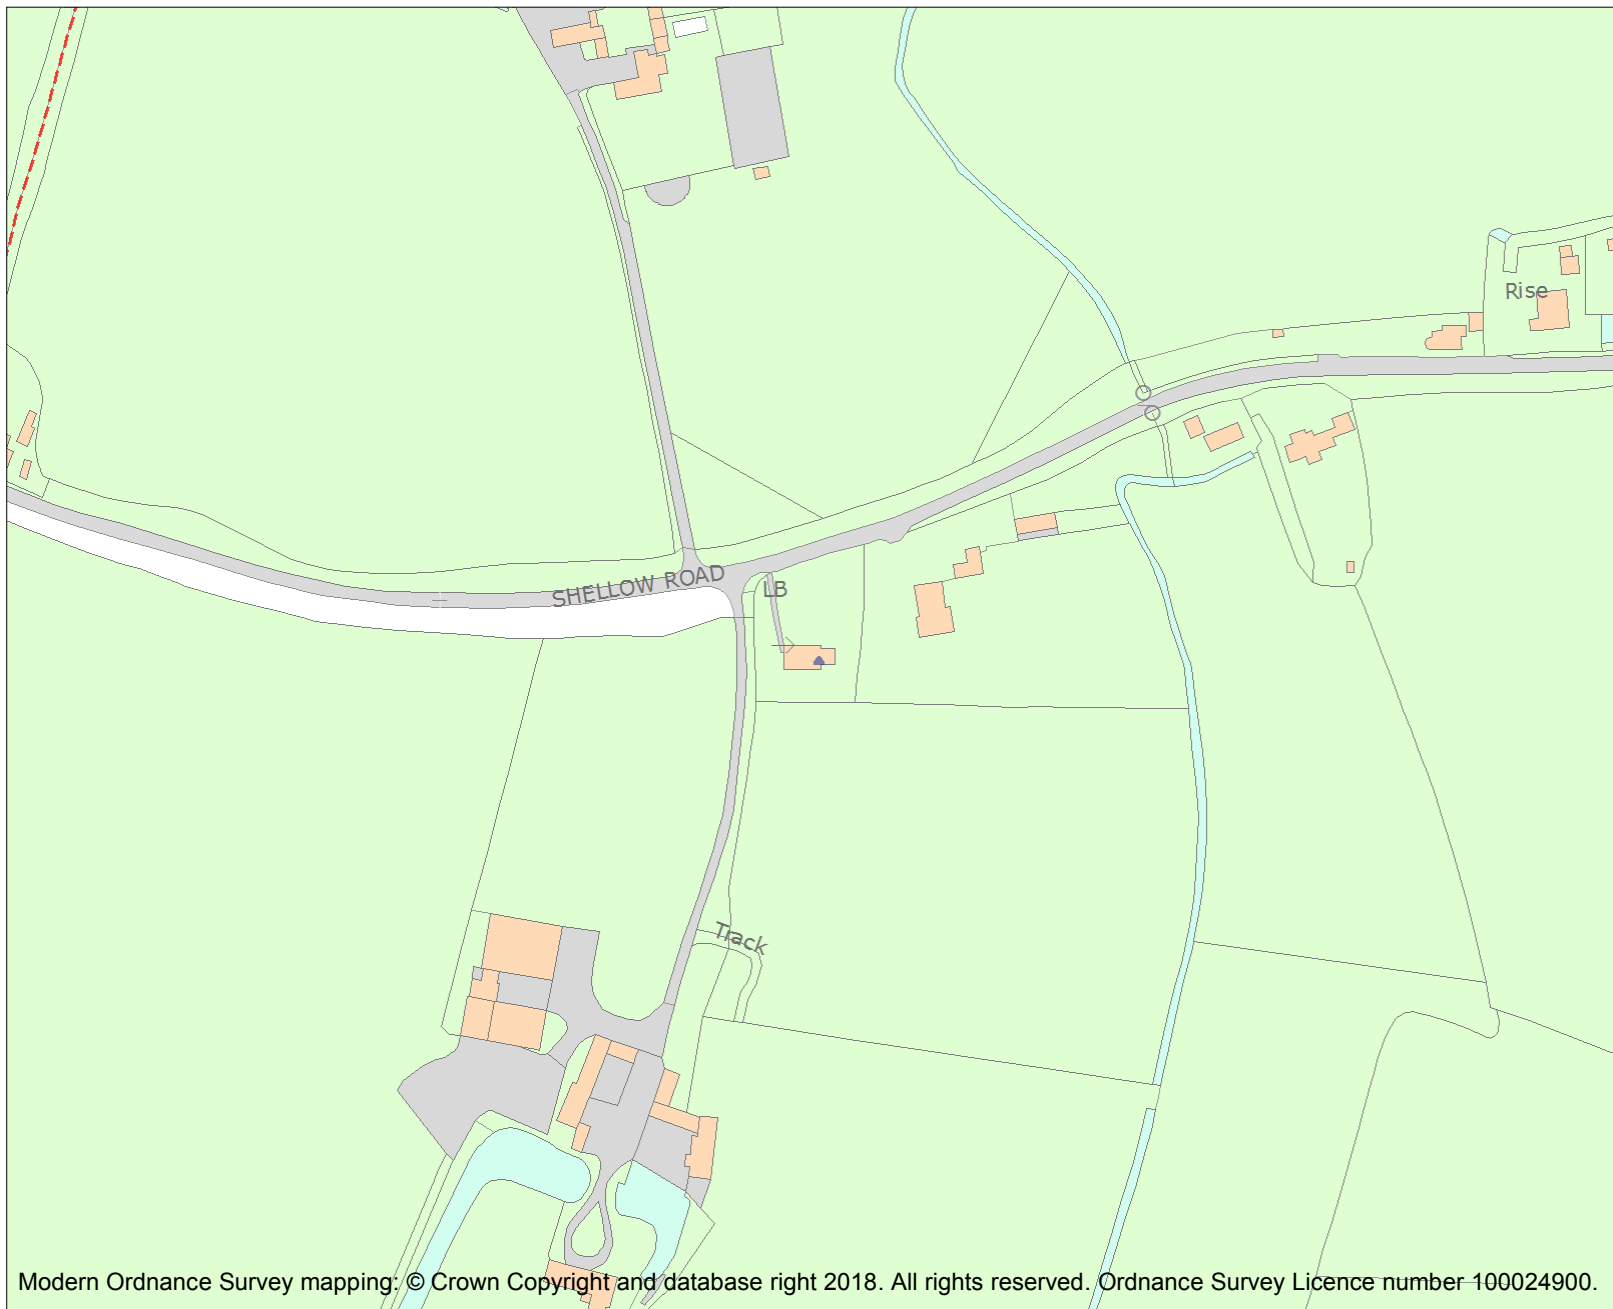 Rise
SHELLOW ROAD
LB
Track
Modern Ordnance Survey mapping: © Crown Copyright and database right 2018. All rights reserved. Ordnance Survey Licence number 100024900.